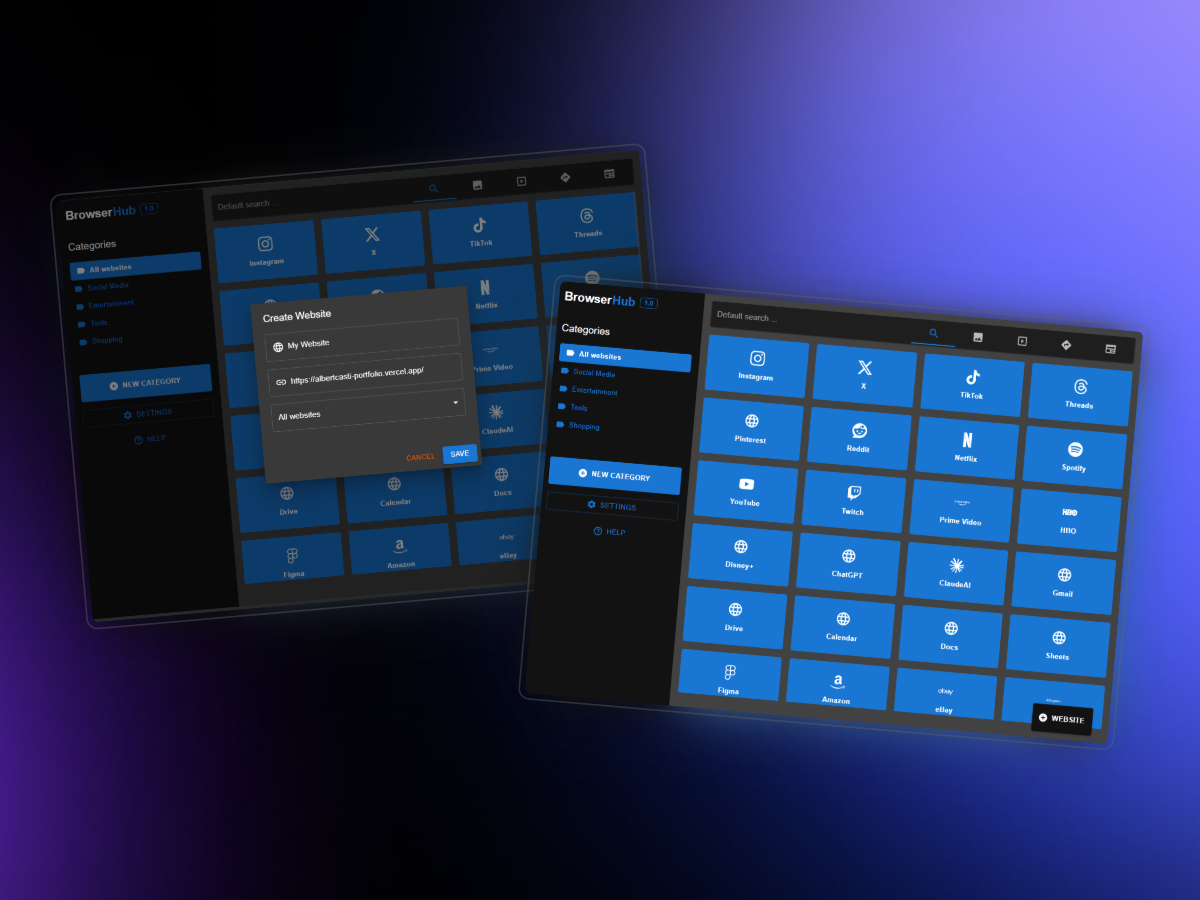 BrowserHub 1.0
Default search ...
Categories
All websites
Social Media
Entertainment
Tools
Shopping
NEW CATEGORY
SETTINGS
HELP
Instagram
X
TikTok
Threads
Netflix
Prime Video
ClaudeAI
Drive
Calendar
Docs
Figma
Amazon
ebay
eBay
Create Website
My Website
https://albertcasti-portfolio.vercel.app/
All websites
CANCEL
SAVE
BrowserHub 1.0
Default search ...
Categories
All websites
Social Media
Entertainment
Tools
Shopping
NEW CATEGORY
SETTINGS
HELP
Instagram
X
TikTok
Threads
Pinterest
Reddit
Netflix
Spotify
YouTube
Twitch
Prime Video
HBO
HBO
Disney+
ChatGPT
ClaudeAI
Gmail
Drive
Calendar
Docs
Sheets
Figma
Amazon
ebay
eBay
WEBSITE